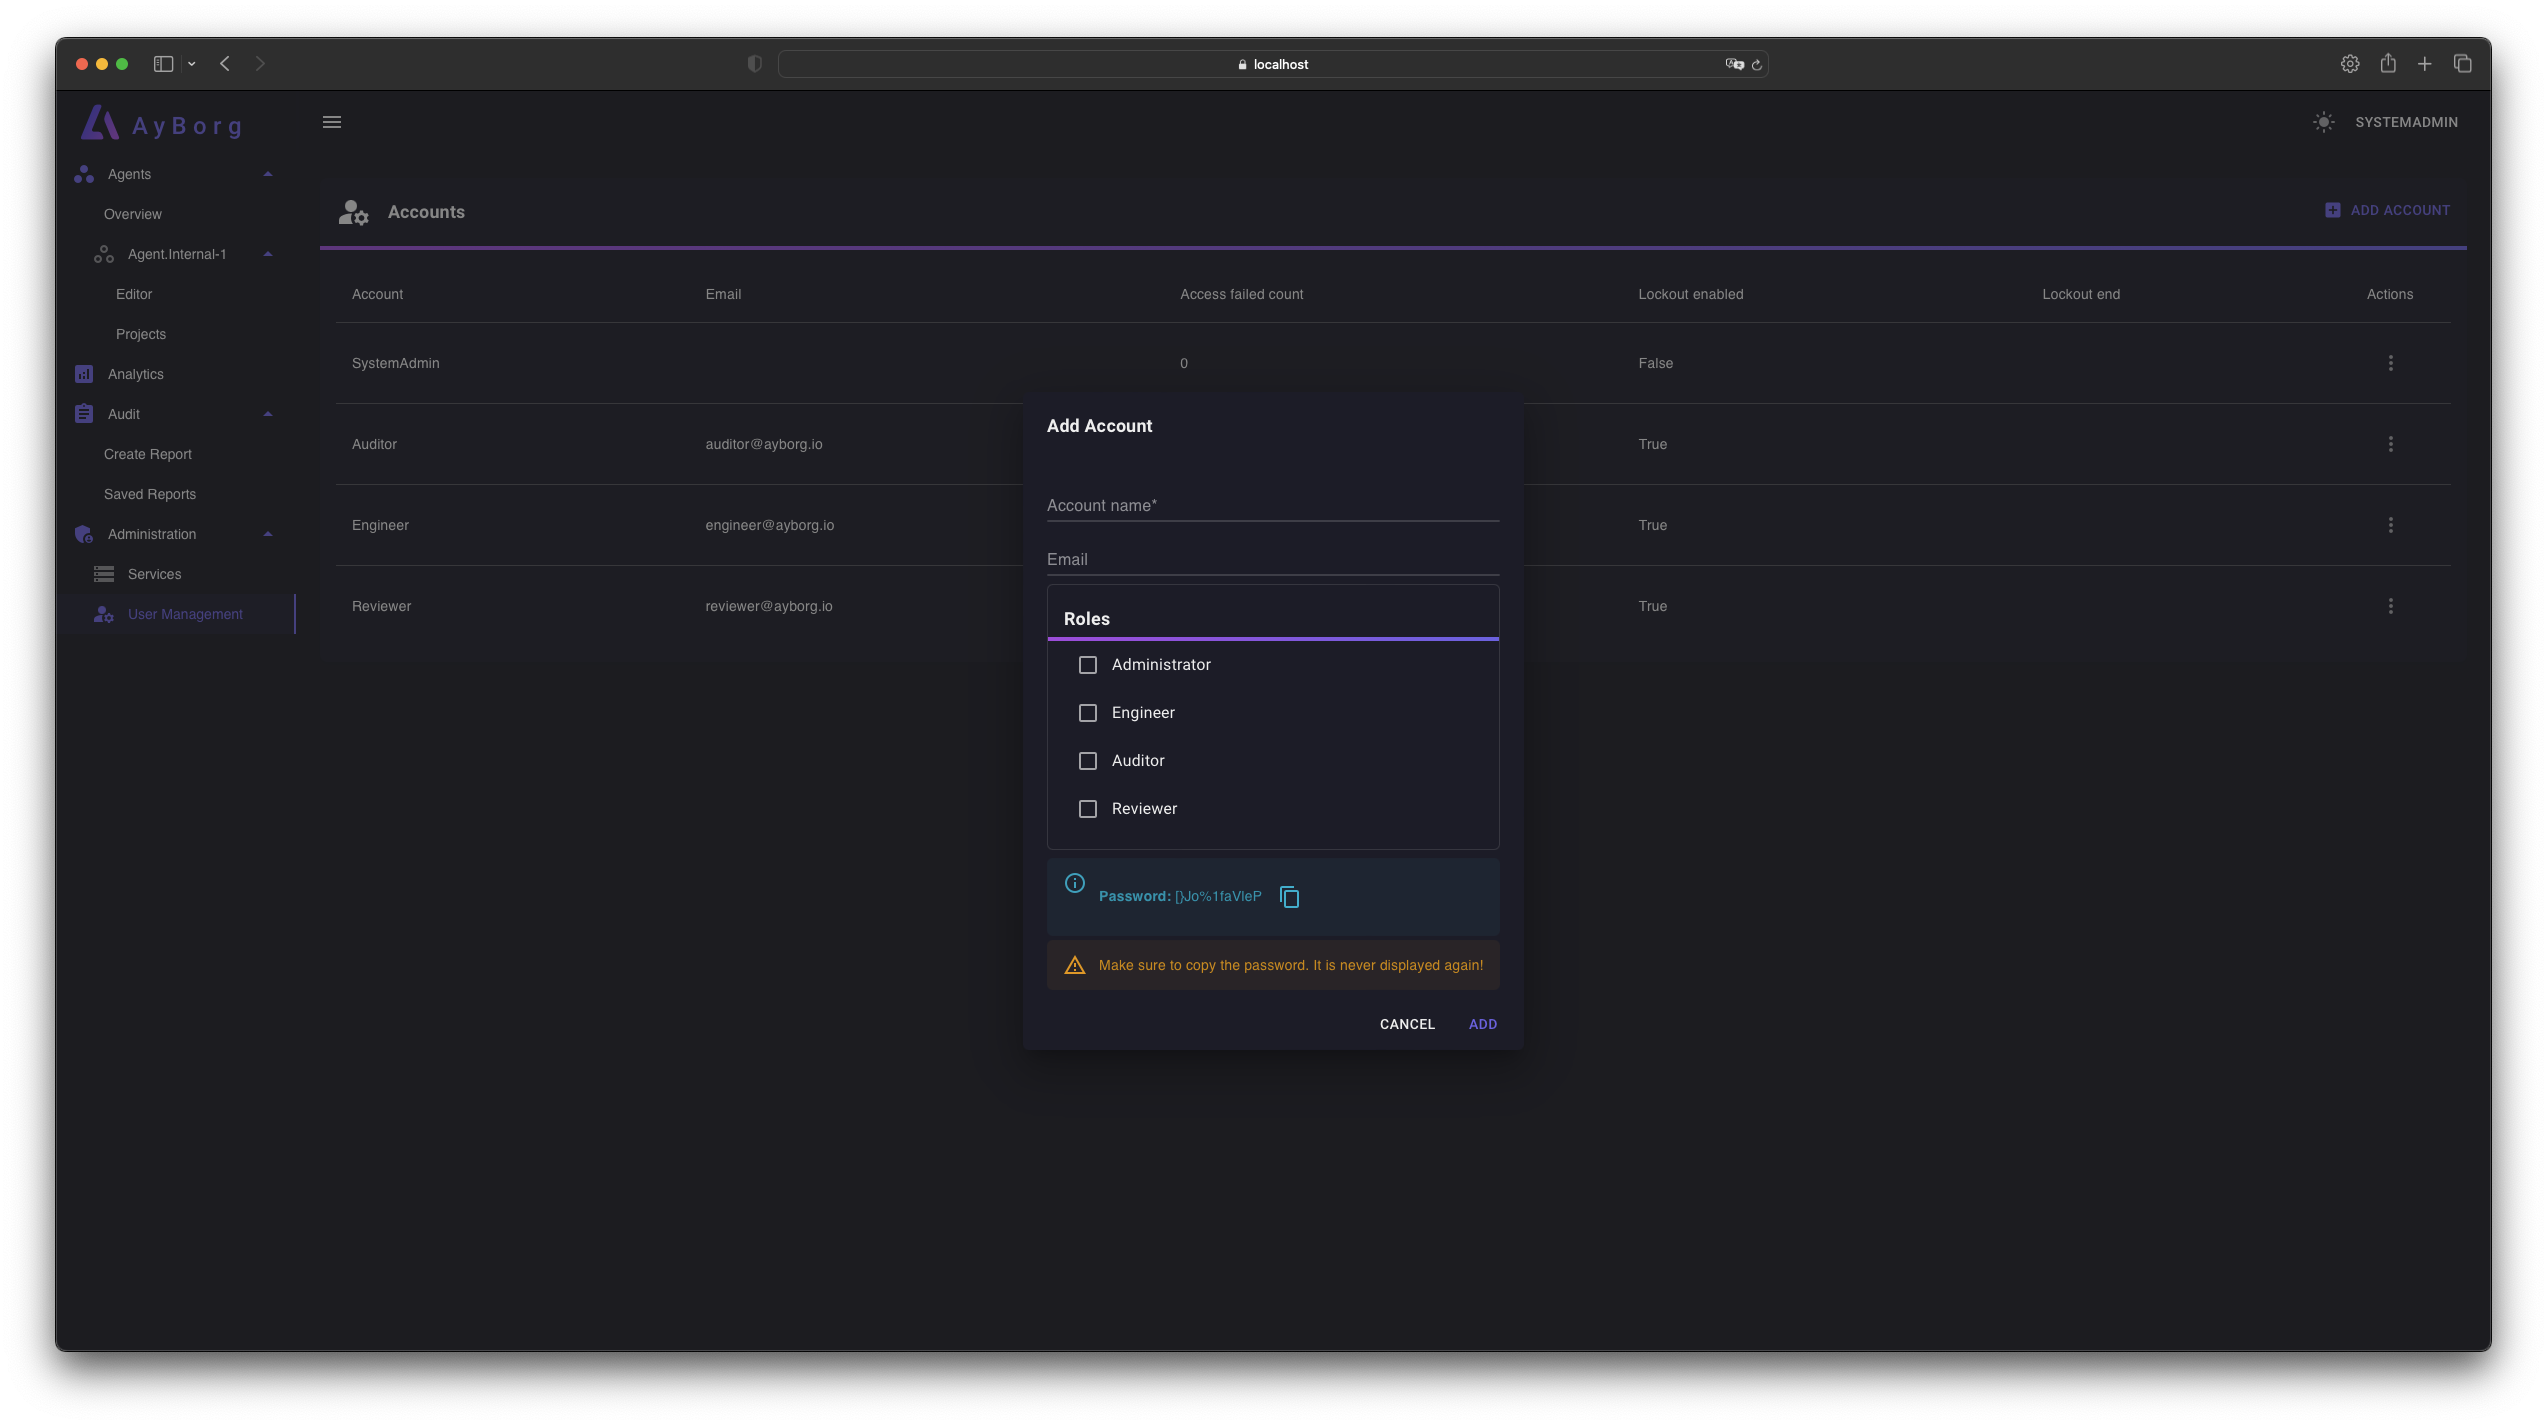 localhost
AyBorg
SYSTEMADMIN
Agents
Overview
Agent.Internal-1
Editor
Projects
Analytics
Audit
Create Report
Saved Reports
Administration
Services
User Management
Accounts
ADD ACCOUNT
Account Email Access failed count Lockout enabled Lockout end Actions
SystemAdmin 0 False
Auditor auditor@ayborg.io True
Engineer engineer@ayborg.io True
Reviewer reviewer@ayborg.io True
Add Account
Account name*
Email
Roles
Administrator
Engineer
Auditor
Reviewer
Password: [}Jo%1faVleP
Make sure to copy the password. It is never displayed again!
CANCEL ADD